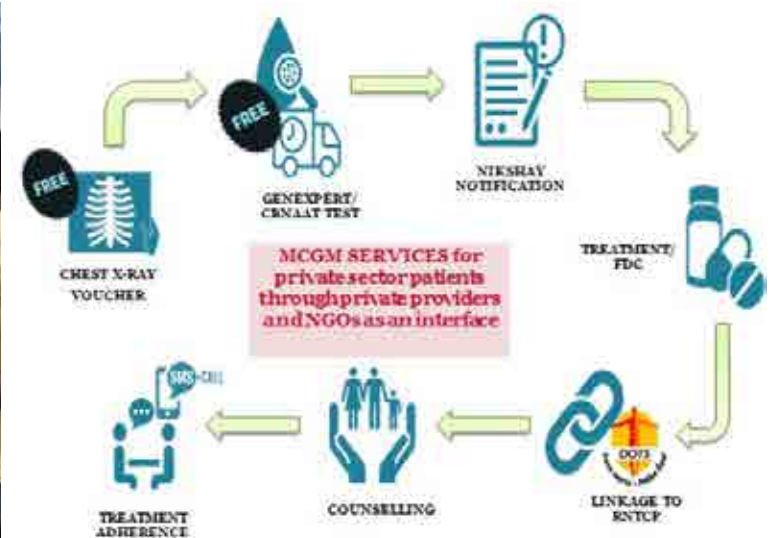 FREE
CHEST X-RAY
VOUCHER
FREE
GENEXPERT/
CBNAAT TEST
NIKSHAY
NOTIFICATION
TREATMENT/
FDC
MCGM SERVICES for
private sector patients
through private providers
and NGOs as an interface
LINKAGE TO
RNTCP
DOTS
COUNSELLING
SMS+CALL
TREATMENT
ADHERENCE